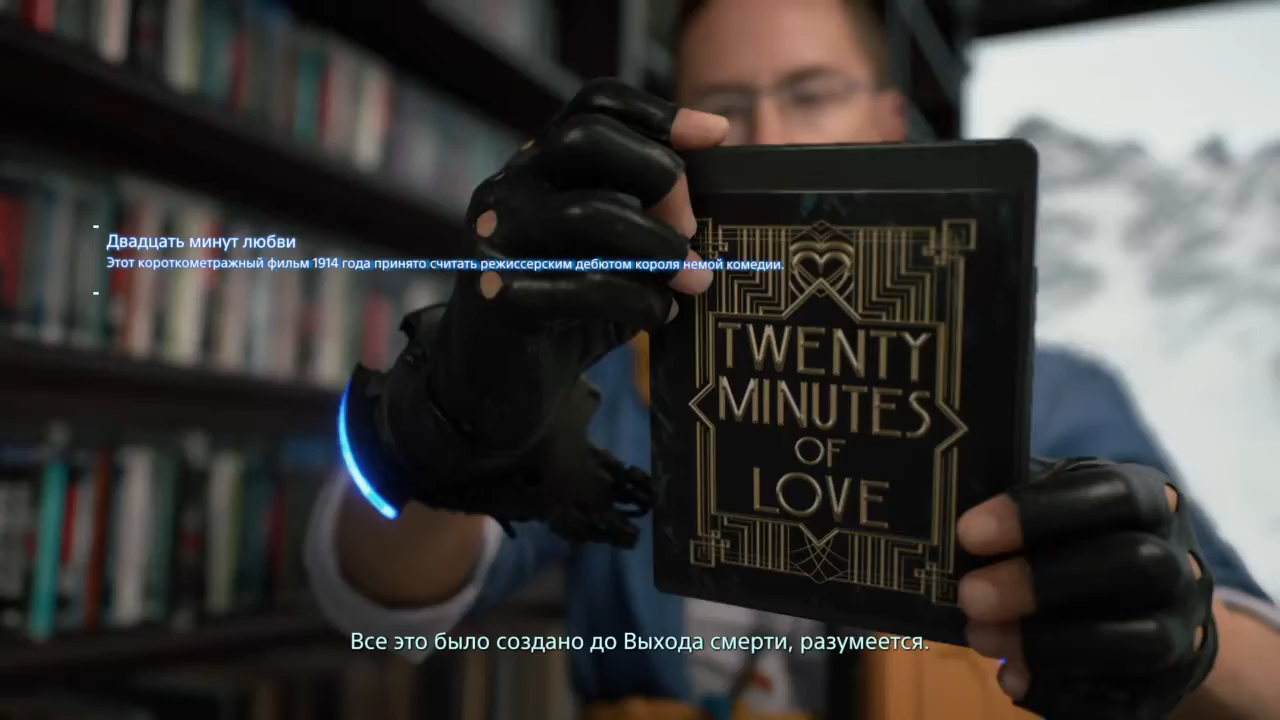 Двадцать минут любви
Этот короткометражный фильм 1914 года принято считать режиссерским дебютом короля немой комедии.
TWENTY
MINUTES
OF
LOVE
Все это было создано до Выхода смерти, разумеется.